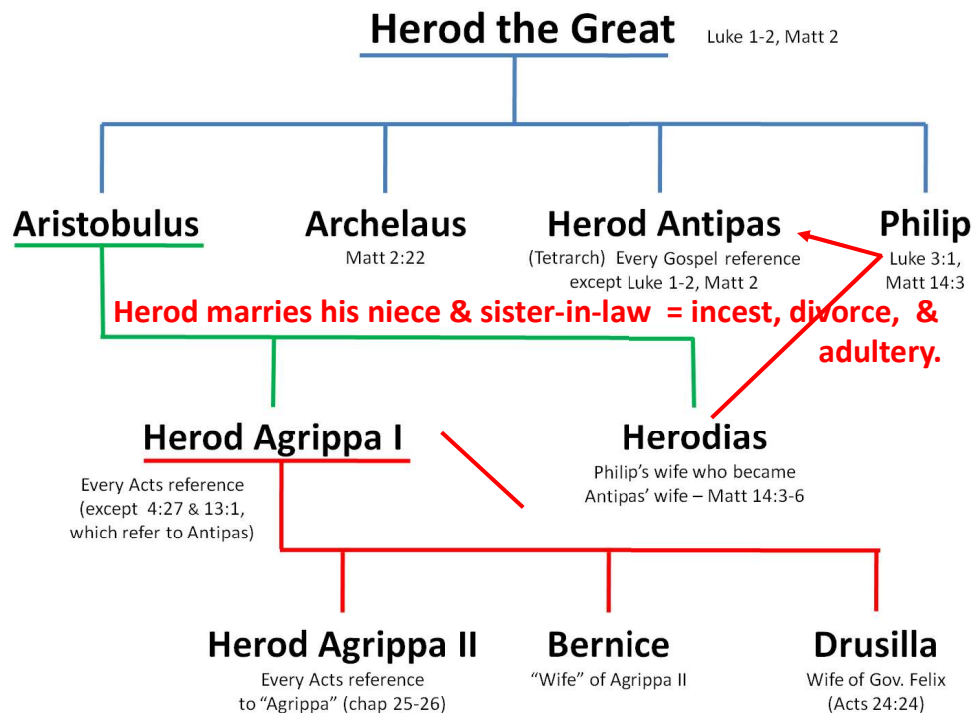 Herod the Great
Luke 1-2, Matt 2
Aristobulus
Archelaus
Matt 2:22
Herod Antipas
(Tetrarch) Every Gospel reference
except Luke 1-2, Matt 2
Philip
Luke 3:1,
Matt 14:3
Herod marries his niece & sister-in-law = incest, divorce, &
adultery.
Herod Agrippa I
Every Acts reference
(except 4:27 & 13:1,
which refer to Antipas)
Herodias
Philip's wife who became
Antipas' wife – Matt 14:3-6
Herod Agrippa II
Every Acts reference
to "Agrippa" (chap 25-26)
Bernice
"Wife" of Agrippa II
Drusilla
Wife of Gov. Felix
(Acts 24:24)